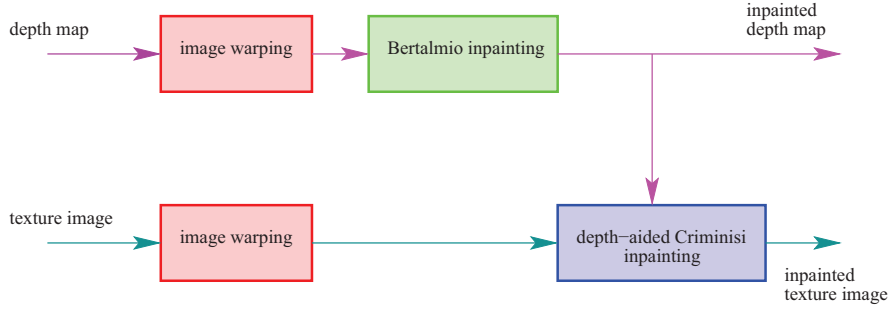 depth map
image warping
Bertalmio inpainting
inpainted
depth map
texture image
image warping
depth−aided Criminisi
inpainting
inpainted
texture image